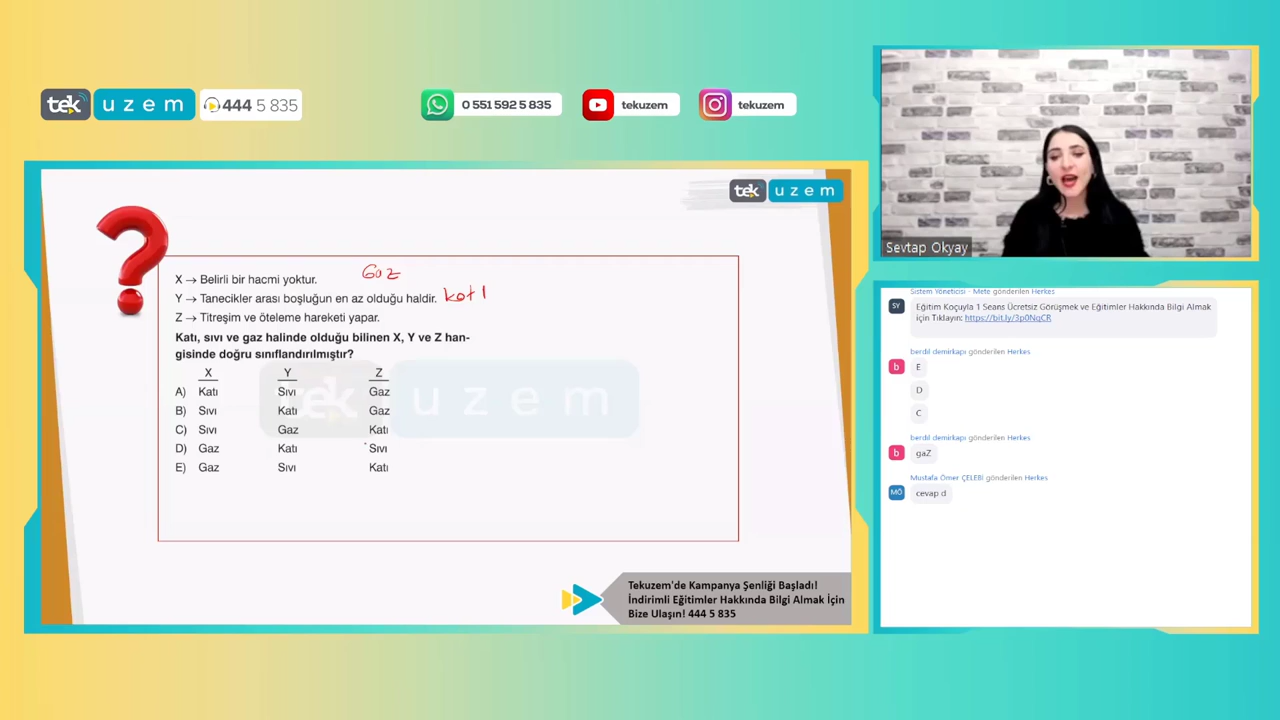 tek uzem 444 5 835
0 551 592 5 835
tekuzem
tekuzem
tek uzem
X → Belirli bir hacmi yoktur. Gaz
Y → Tanecikler arası boşluğun en az olduğu haldir. katı
Z → Titreşim ve öteleme hareketi yapar.
Katı, sıvı ve gaz halinde olduğu bilinen X, Y ve Z han-
gisinde doğru sınıflandırılmıştır?
X Y Z
A) Katı Sıvı Gaz
B) Sıvı Katı Gaz
C) Sıvı Gaz Katı
D) Gaz Katı Sıvı
E) Gaz Sıvı Katı
tek uzem
Tekuzem'de Kampanya Şenliği Başladı!
İndirimli Eğitimler Hakkında Bilgi Almak İçin
Bize Ulaşın! 444 5 835
Sevtap Okyay
Sistem Yöneticisi - Mete gönderilen Herkes
SY
Eğitim Koçuyla 1 Seans Ücretsiz Görüşmek ve Eğitimler Hakkında Bilgi Almak
için Tıklayın: https://bit.ly/3p0NqCR
berdil demirkapı gönderilen Herkes
b E
D
C
berdil demirkapı gönderilen Herkes
b gaZ
Mustafa Ömer ÇELEBİ gönderilen Herkes
MÖ cevap d